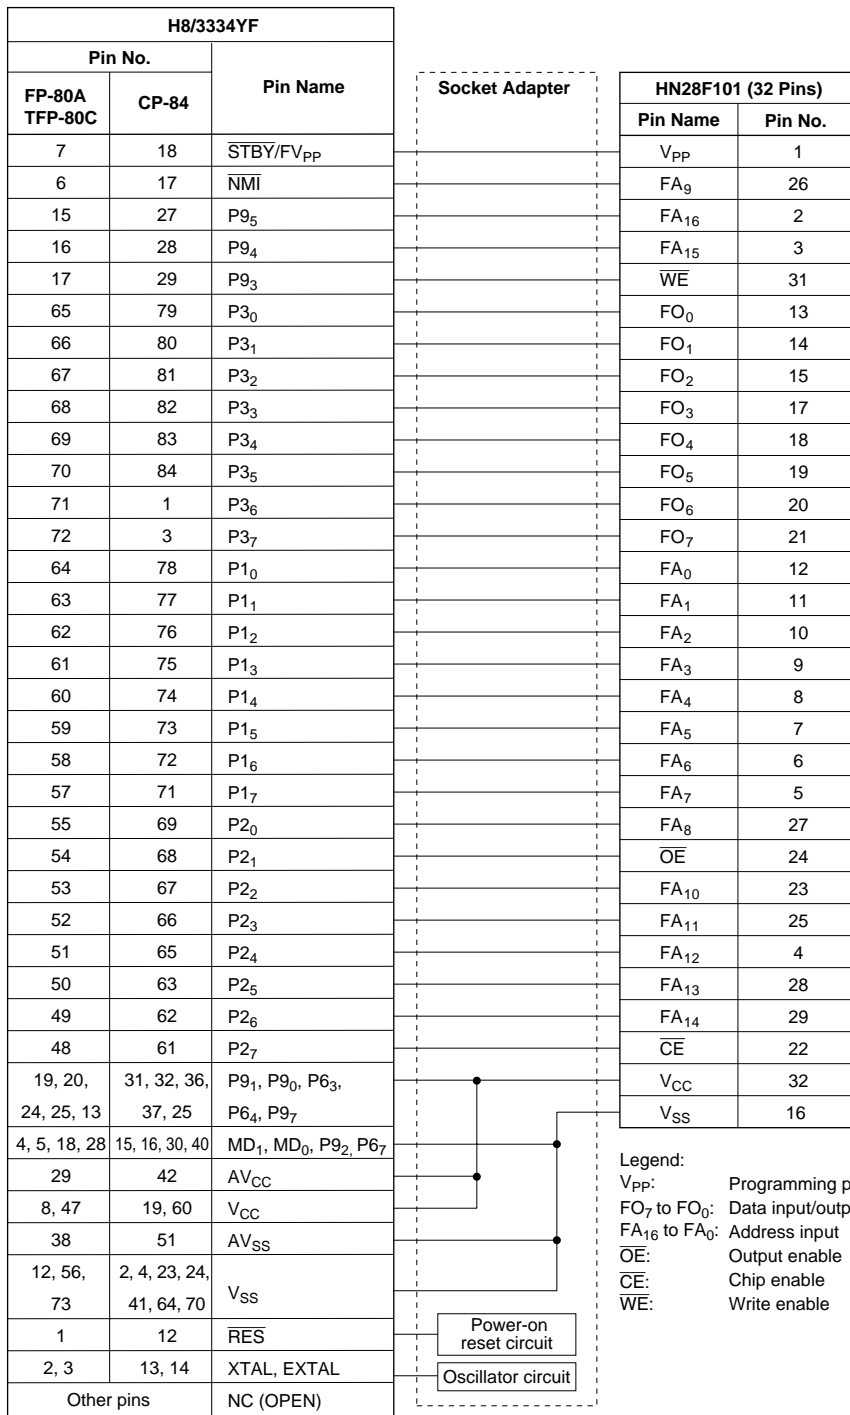 H8/3334YF
Pin No.
Pin Name
FP-80A
TFP-80C
CP-84
Socket Adapter
HN28F101 (32 Pins)
Pin Name Pin No.
7 18 S̅T̅B̅Y̅/FVPP VPP 1
6 17 N̅M̅I̅ FA9 26
15 27 P95 FA16 2
16 28 P94 FA15 3
17 29 P93 W̅E̅ 31
65 79 P30 FO0 13
66 80 P31 FO1 14
67 81 P32 FO2 15
68 82 P33 FO3 17
69 83 P34 FO4 18
70 84 P35 FO5 19
71 1 P36 FO6 20
72 3 P37 FO7 21
64 78 P10 FA0 12
63 77 P11 FA1 11
62 76 P12 FA2 10
61 75 P13 FA3 9
60 74 P14 FA4 8
59 73 P15 FA5 7
58 72 P16 FA6 6
57 71 P17 FA7 5
55 69 P20 FA8 27
54 68 P21 O̅E̅ 24
53 67 P22 FA10 23
52 66 P23 FA11 25
51 65 P24 FA12 4
50 63 P25 FA13 28
49 62 P26 FA14 29
48 61 P27 C̅E̅ 22
19, 20, 31, 32, 36, P91, P90, P63, VCC 32
24, 25, 13 37, 25 P64, P97 VSS 16
4, 5, 18, 28 15, 16, 30, 40 MD1, MD0, P92, P67
29 42 AVCC
8, 47 19, 60 VCC
38 51 AVSS
12, 56, 2, 4, 23, 24,
73 41, 64, 70 VSS
1 12 R̅E̅S̅ Power-on
reset circuit
2, 3 13, 14 XTAL, EXTAL Oscillator circuit
Other pins NC (OPEN)
Legend:
VPP: Programming
FO7 to FO0: Data
FA16 to FA0: Address input
O̅E̅: Output enable
C̅E̅: Chip enable
W̅E̅: Write enable